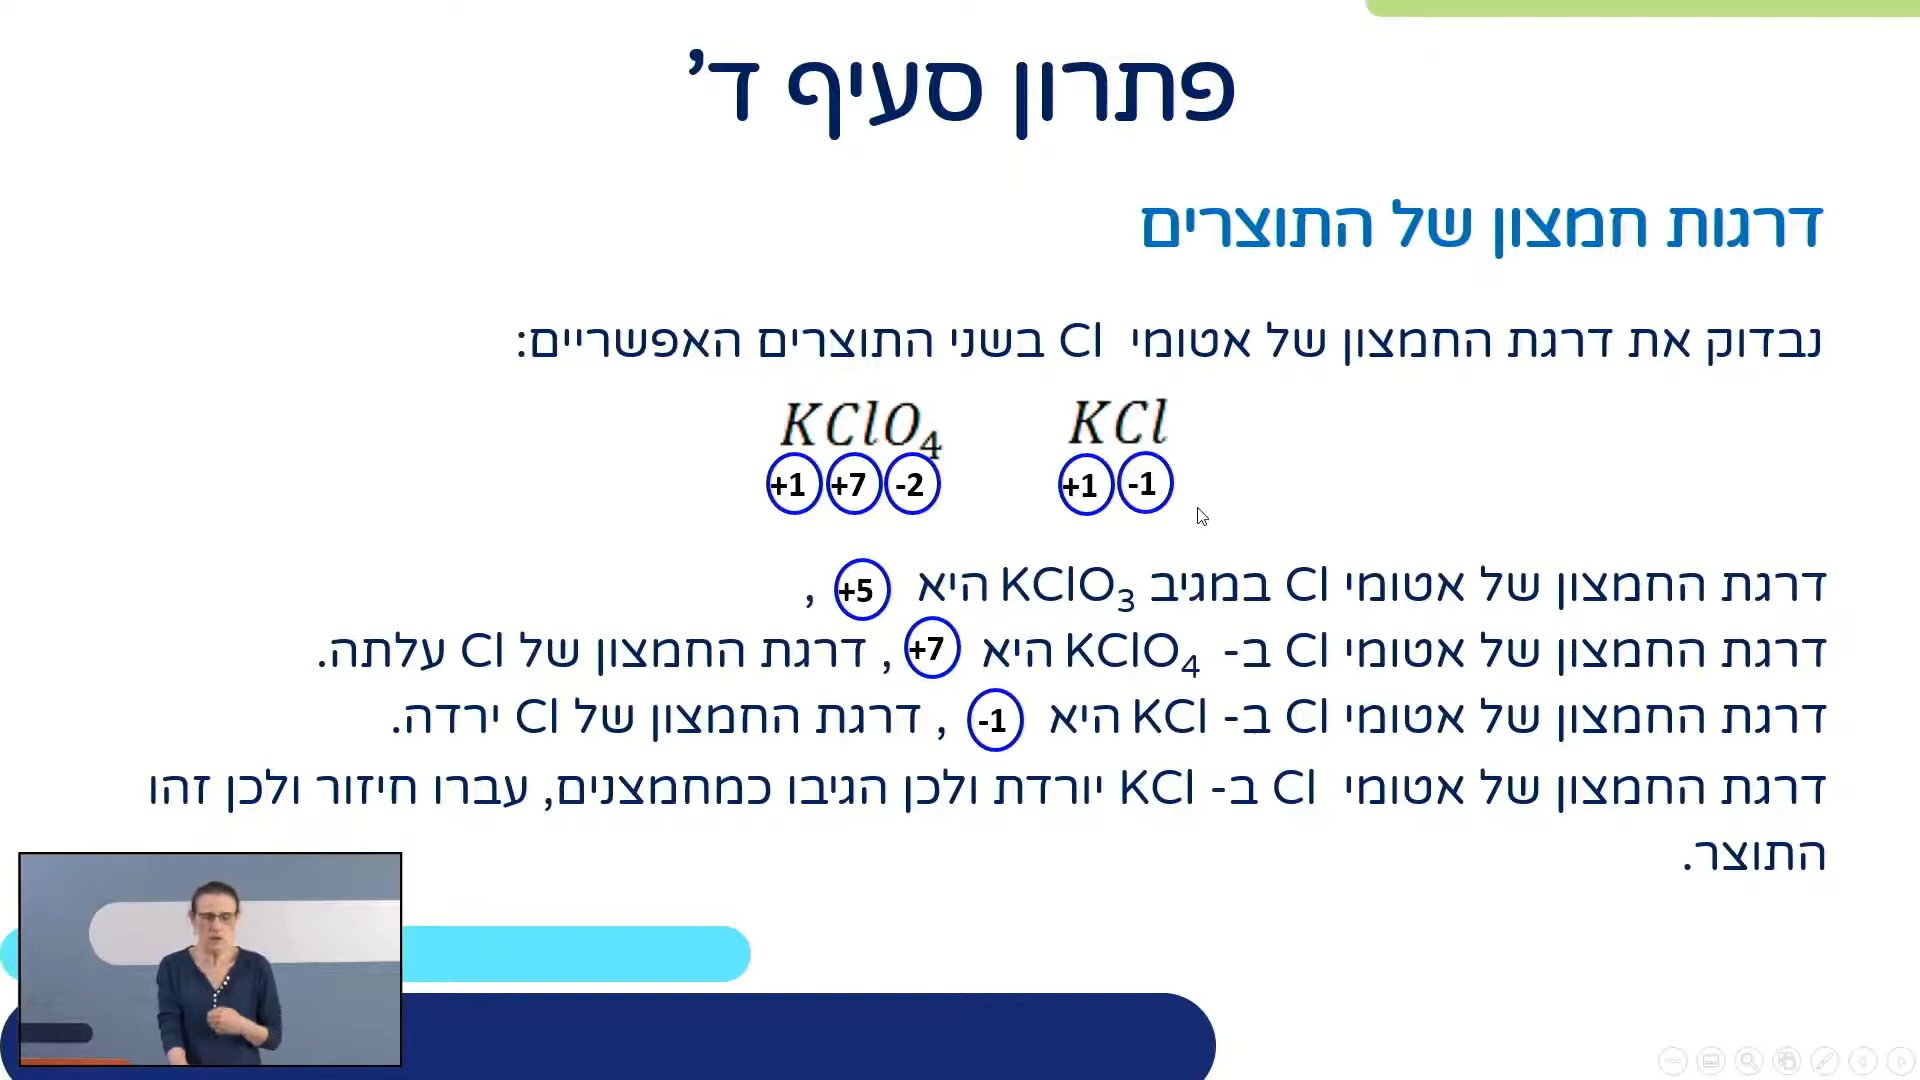 פתרון סעיף ד'
דרגות חמצון של התוצרים
נבדוק את דרגת החמצון של אטומי Cl בשני התוצרים האפשריים:
KClO₄ KCl
+1 +7 -2 +1 -1
דרגת החמצון של אטומי Cl במגיב KClO₃ היא +5 ,
דרגת החמצון של אטומי Cl ב- KClO₄ היא +7 , דרגת החמצון של Cl עלתה.
דרגת החמצון של אטומי Cl ב- KCl היא -1 , דרגת החמצון של Cl ירדה.
דרגת החמצון של אטומי Cl ב- KCl יורדת ולכן הגיבו כמחמצנים, עברו חיזור ולכן זהו
התוצר.